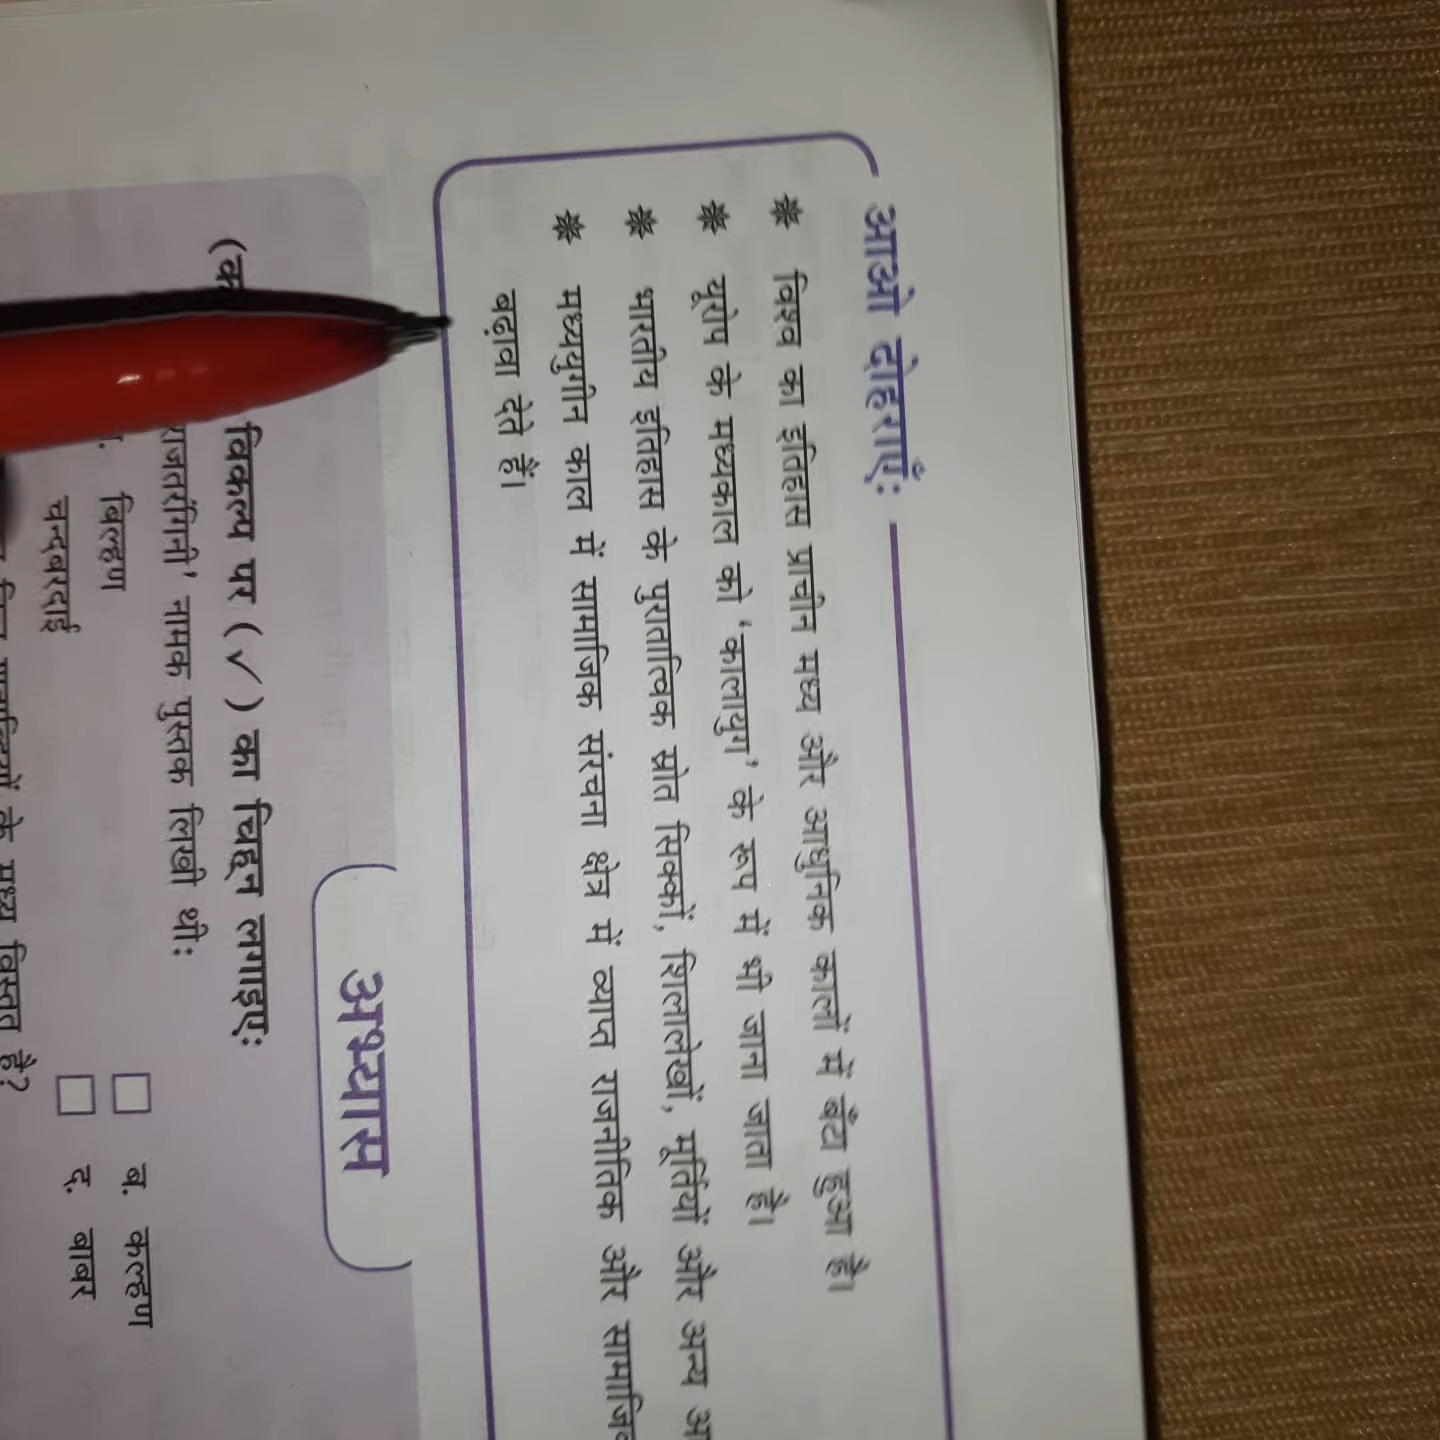 आओ दोहराएँ:
❋ विश्व का इतिहास प्राचीन मध्य और आधुनिक कालों में बँटा हुआ है।
❋ यूरोप के मध्यकाल को ‘कालायुग’ के रूप में भी जाना जाता है।
❋ भारतीय इतिहास के पुरातात्विक स्रोत सिक्कों, शिलालेखों, मूर्तियों और अन्य
❋ मध्ययुगीन काल में सामाजिक संरचना क्षेत्र में व्याप्त राजनीतिक और
बढ़ावा देते हैं।
अभ्यास
विकल्प पर (✓) का चिह्न लगाइए:
नामक पुस्तक लिखी थी:
बिल्हण □ ब. कल्हण
चन्दबरदाई □ द. बाबर
के मध्य विस्तृत है?